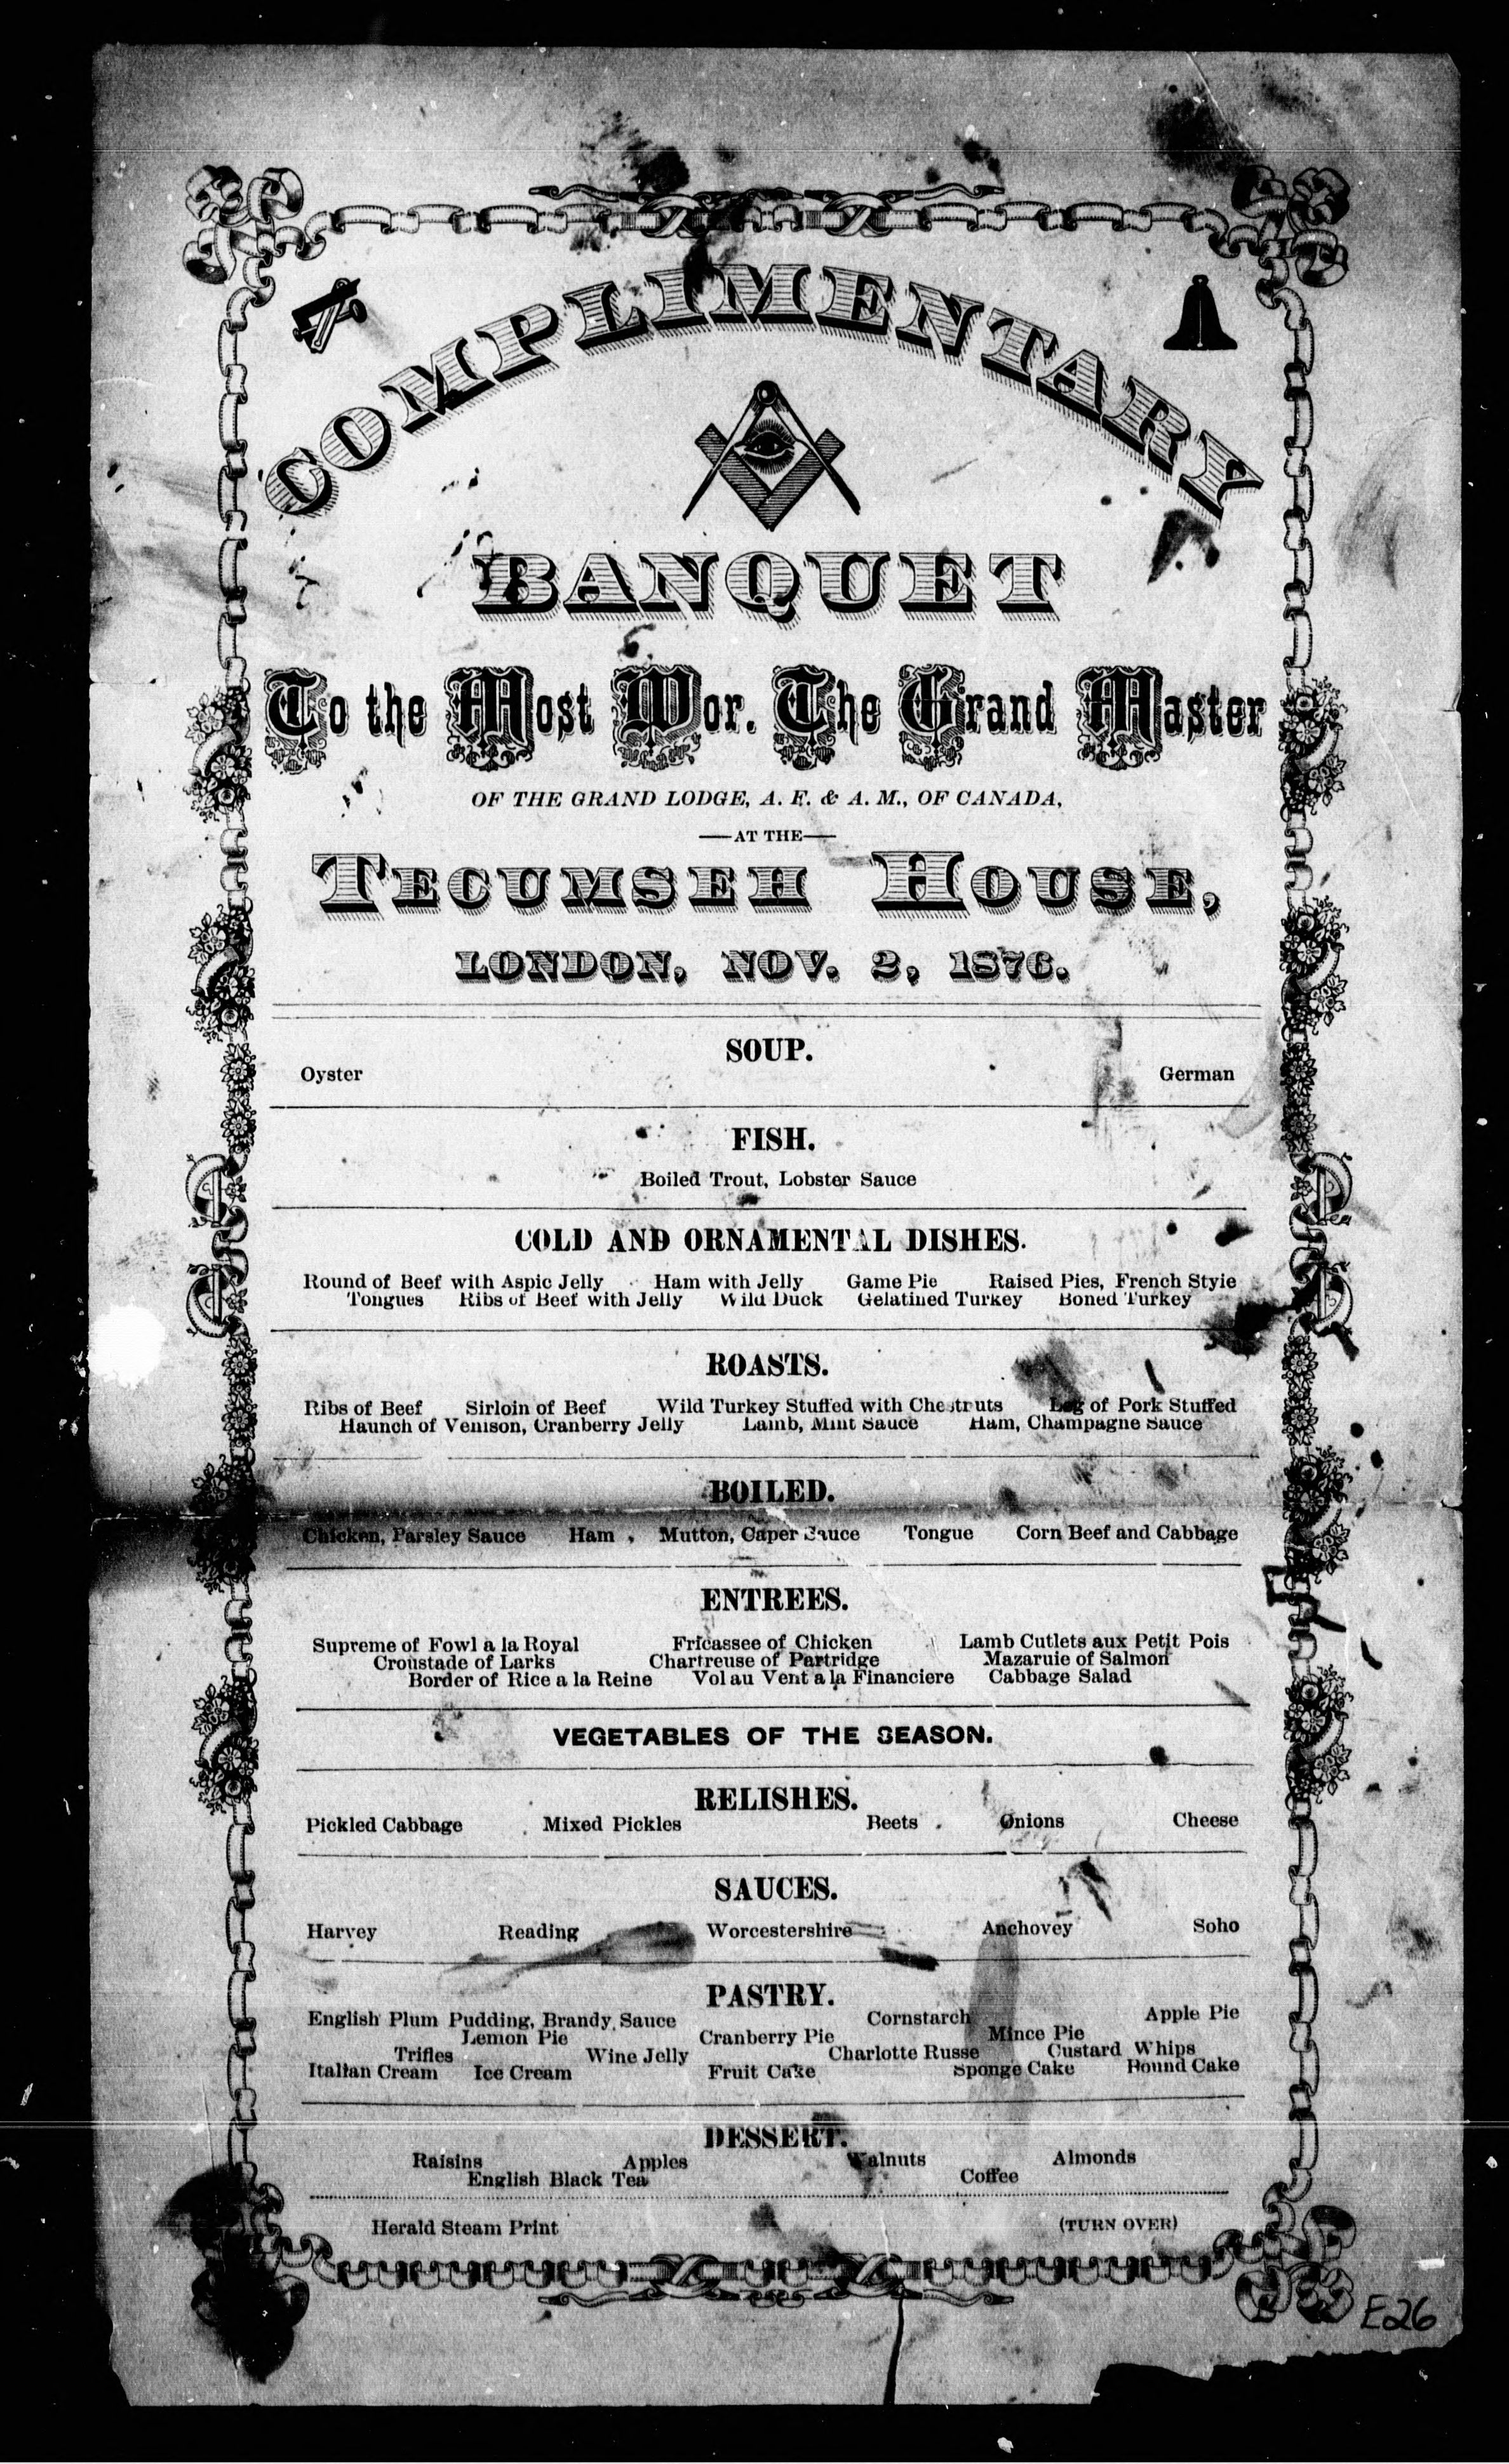 COMPLIMENTARY
BANQUET
To the Most Wor. The Grand Master
OF THE GRAND LODGE, A. F. & A. M., OF CANADA,
—AT THE—
TECUMSEH HOUSE,
LONDON, NOV. 2, 1876.
SOUP.
Oyster German
FISH.
Boiled Trout, Lobster Sauce
COLD AND ORNAMENTAL DISHES.
Round of Beef with Aspic Jelly Ham with Jelly Game Pie Raised Pies, French Style
Tongues Ribs of Beef with Jelly Wild Duck Gelatined Turkey Boned Turkey
ROASTS.
Ribs of Beef Sirloin of Beef Wild Turkey Stuffed with Chestnuts Leg of Pork Stuffed
Haunch of Venison, Cranberry Jelly Lamb, Mint Sauce Ham, Champagne Sauce
BOILED.
Chicken, Parsley Sauce Ham Mutton, Caper Sauce Tongue Corn Beef and Cabbage
ENTREES.
Supreme of Fowl a la Royal Fricassee of Chicken Lamb Cutlets aux Petit Pois
Croustade of Larks Chartreuse of Partridge Mazaruie of Salmon
Border of Rice a la Reine Vol au Vent a la Financiere Cabbage Salad
VEGETABLES OF THE SEASON.
RELISHES.
Pickled Cabbage Mixed Pickles Beets Onions Cheese
SAUCES.
Harvey Reading Worcestershire Anchovey Soho
PASTRY.
English Plum Pudding, Brandy Sauce Cornstarch Apple Pie
Lemon Pie Cranberry Pie Mince Pie
Trifles Wine Jelly Charlotte Russe Custard Whips
Italian Cream Ice Cream Fruit Cake Sponge Cake Pound Cake
DESSERT.
Raisins Apples Walnuts Almonds
English Black Tea Coffee
Herald Steam Print (TURN OVER)
E26